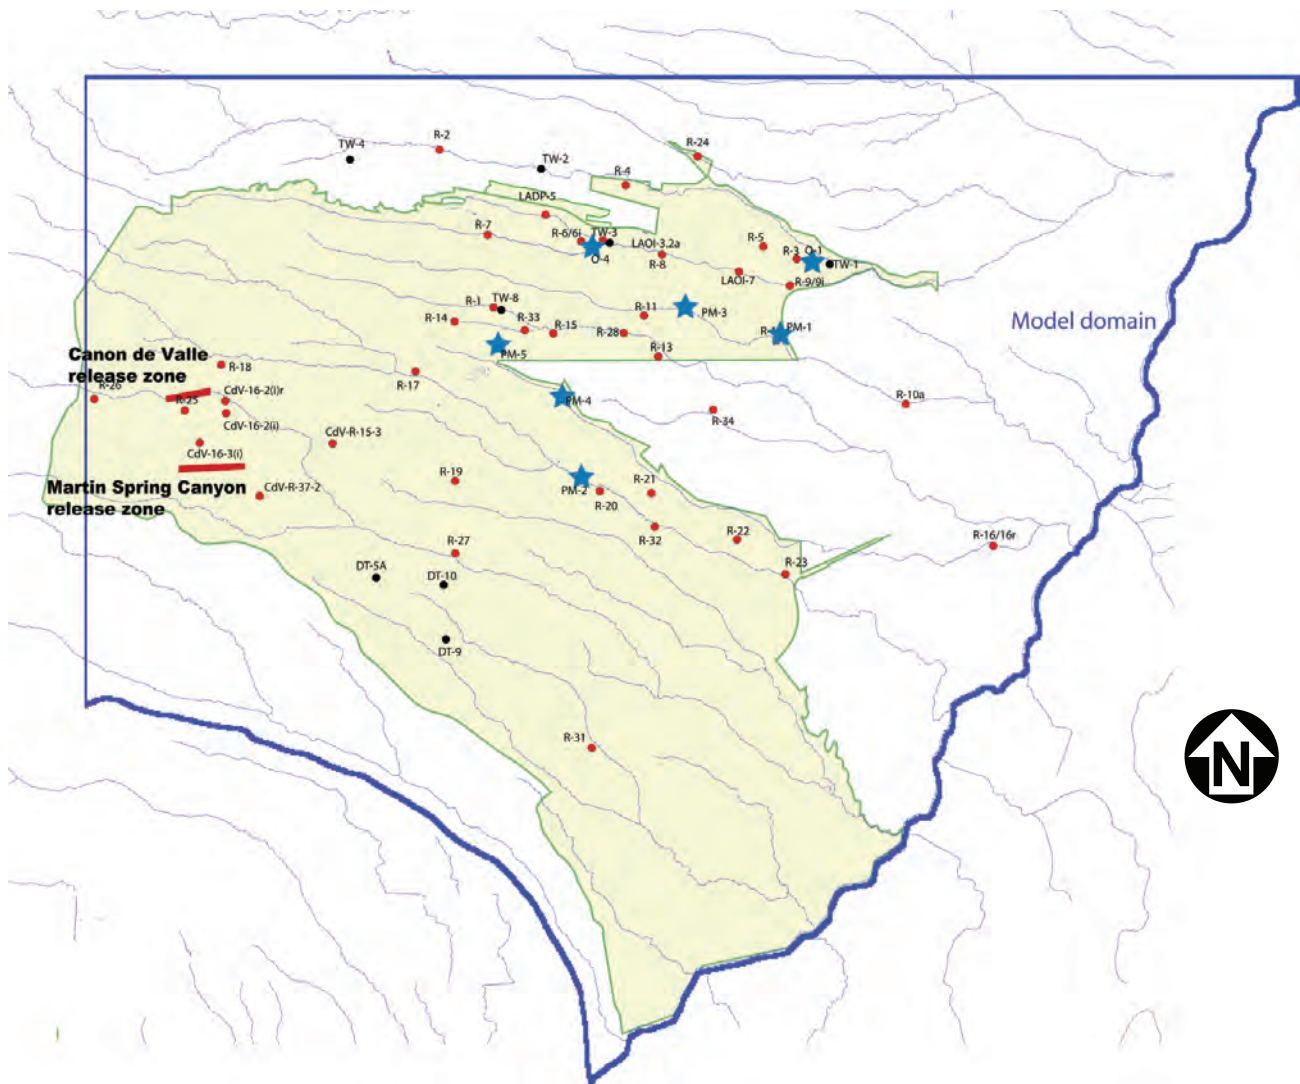 R-2
TW-4
TW-2
R-24
R-4
LADP-5
R-7
R-6/6i
TW-3
O-4
LAOI-3,2a
R-8
R-5
R-3
O-1
TW-1
LAOI-7
R-9/9i
R-1
TW-8
R-14
R-33
R-15
R-28
R-11
PM-3
PM-1
Model domain
R-13
PM-5
Canon de Valle
release zone
R-18
R-17
R-26
R-25
CdV-16-2(i)r
CdV-16-2(i)
PM-4
R-34
R-10a
CdV-R-15-3
CdV-16-3(i)
Martin Spring Canyon
release zone
CdV-R-37-2
R-19
PM-2
R-20
R-21
R-32
R-22
R-16/16r
R-27
R-23
DT-5A
DT-10
DT-9
R-31
N